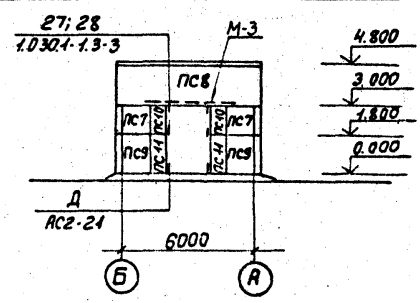 27; 28
1.030.1-1.3-3
М-3
4.800
ПС8
3.000
ПС7
ПС10
ПС10
ПС7
1.800
ПС9
ПС11
ПС11
ПС9
0.000
Д
АС2-21
6000
Б
А